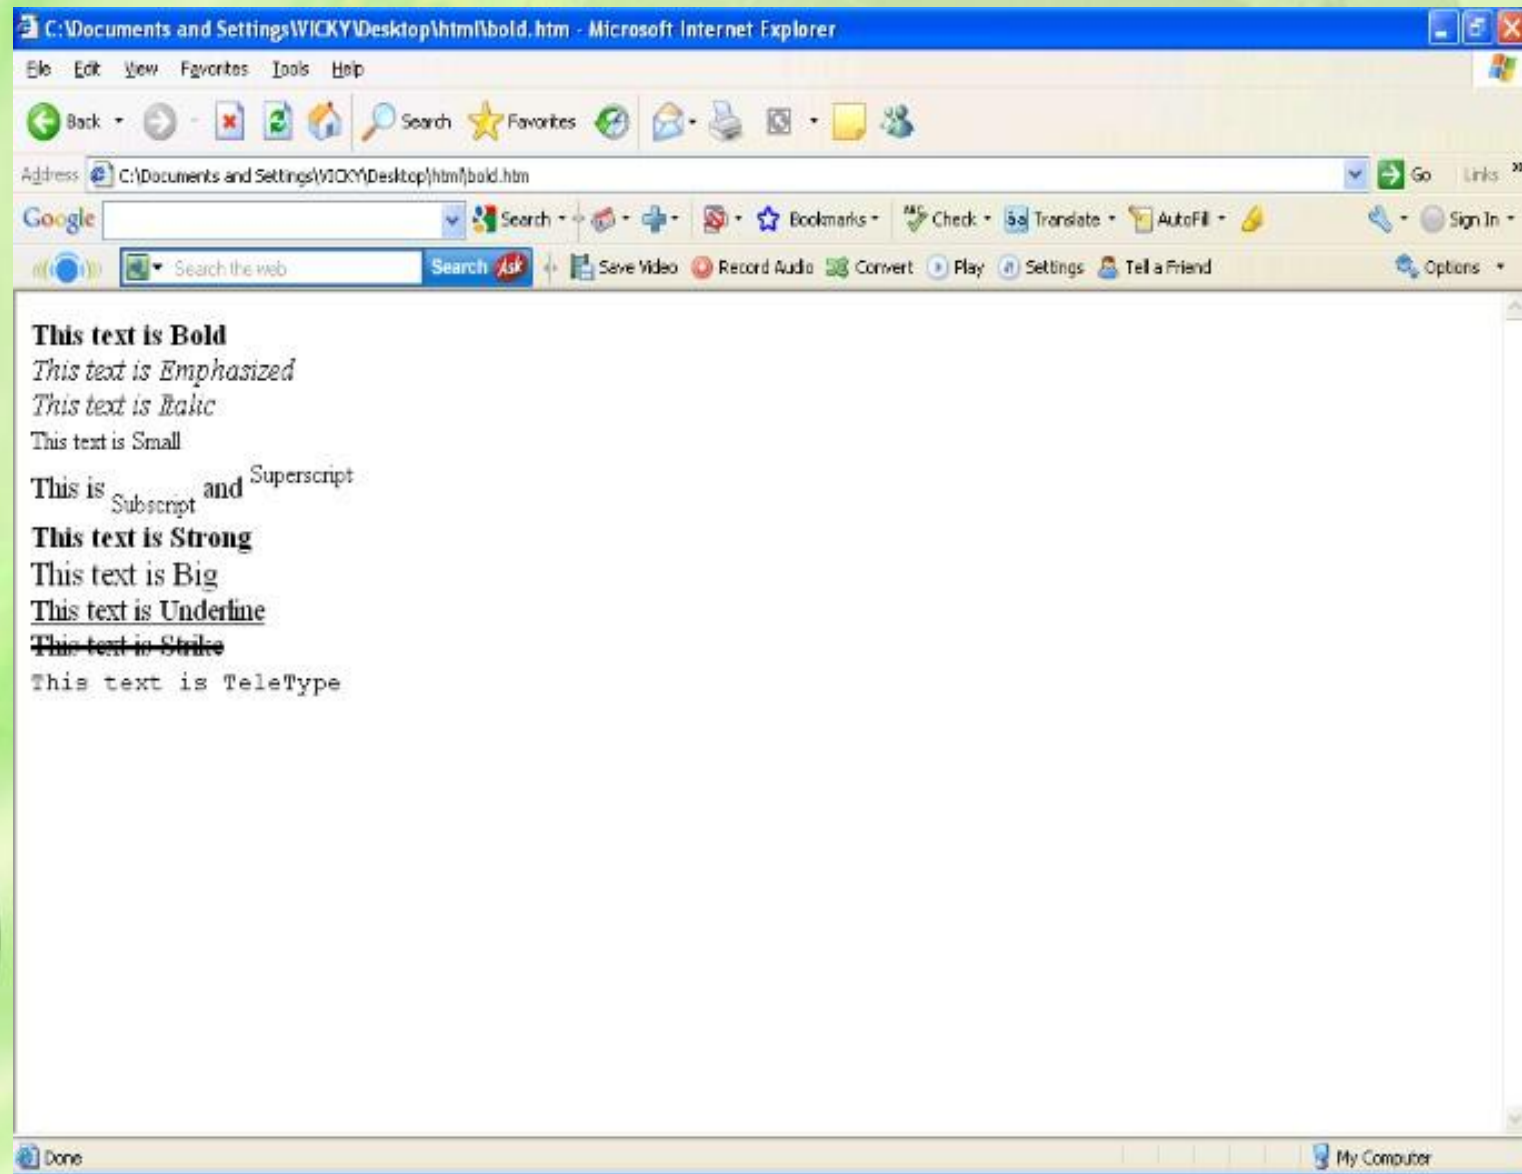 C:\Documents and Settings\VICKY\Desktop\html\bold.htm - Microsoft Internet Explorer
File Edit View Favorites Tools Help
Back Search Favorites
Address C:\Documents and Settings\VICKY\Desktop\html\bold.htm Go Links »
Google Search Bookmarks Check Translate AutoFill Sign In
Search the web Search Ask Save Video Record Audio Convert Play Settings Tell a Friend Options
This text is Bold
This text is Emphasized
This text is Italic
This text is Small
This is Subscript and Superscript
This text is Strong
This text is Big
This text is Underline
This text is Strike
This text is TeleType
Done My Computer